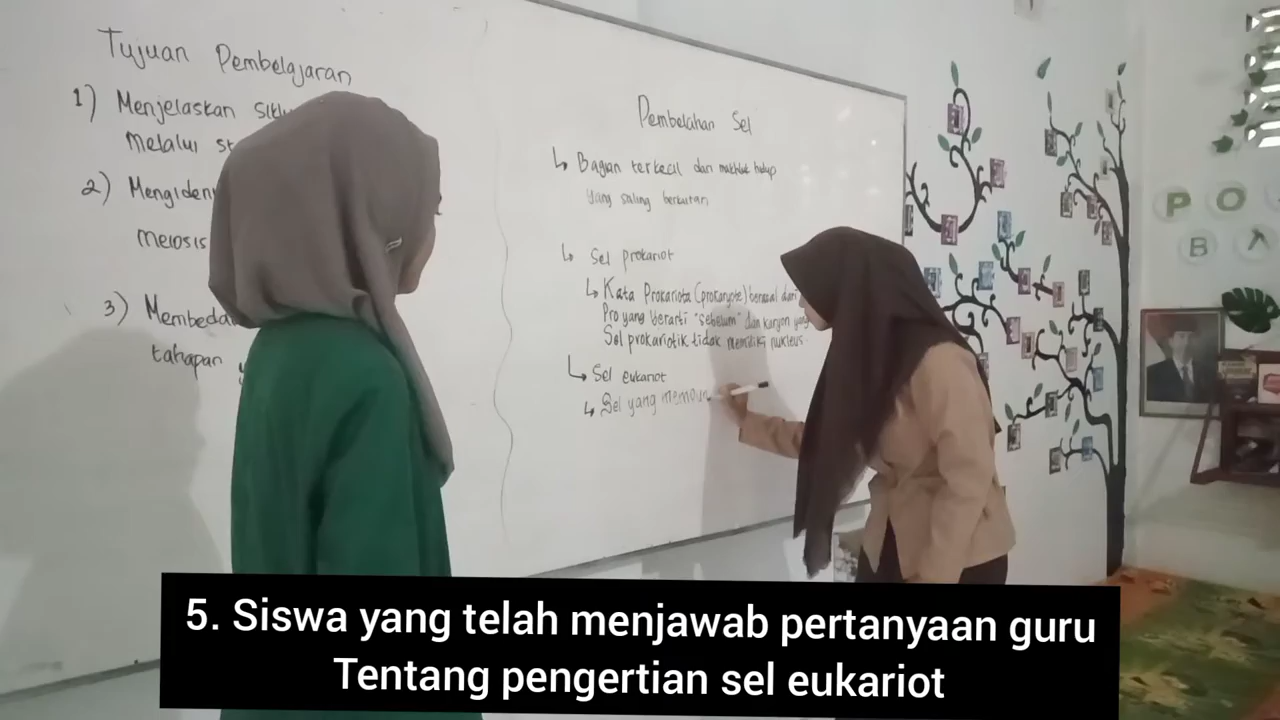 Tujuan Pembelajaran
1) Menjelaskan
melalui
2) Mengiden
meiosis
3) Membeda
tahapan
Pembelahan Sel
↳ Bagian terkecil dari makhluk hidup
yang saling berkaitan
↳ Sel prokariot
↳ Kata Prokariota (prokaryote) berasal dari
Pro yang berarti "sebelum" dan karyon yang
Sel prokariotik tidak memiliki nukleus
↳ Sel eukariot
↳ Sel yang mempun
P O
B A
5. Siswa yang telah menjawab pertanyaan guru
Tentang pengertian sel eukariot